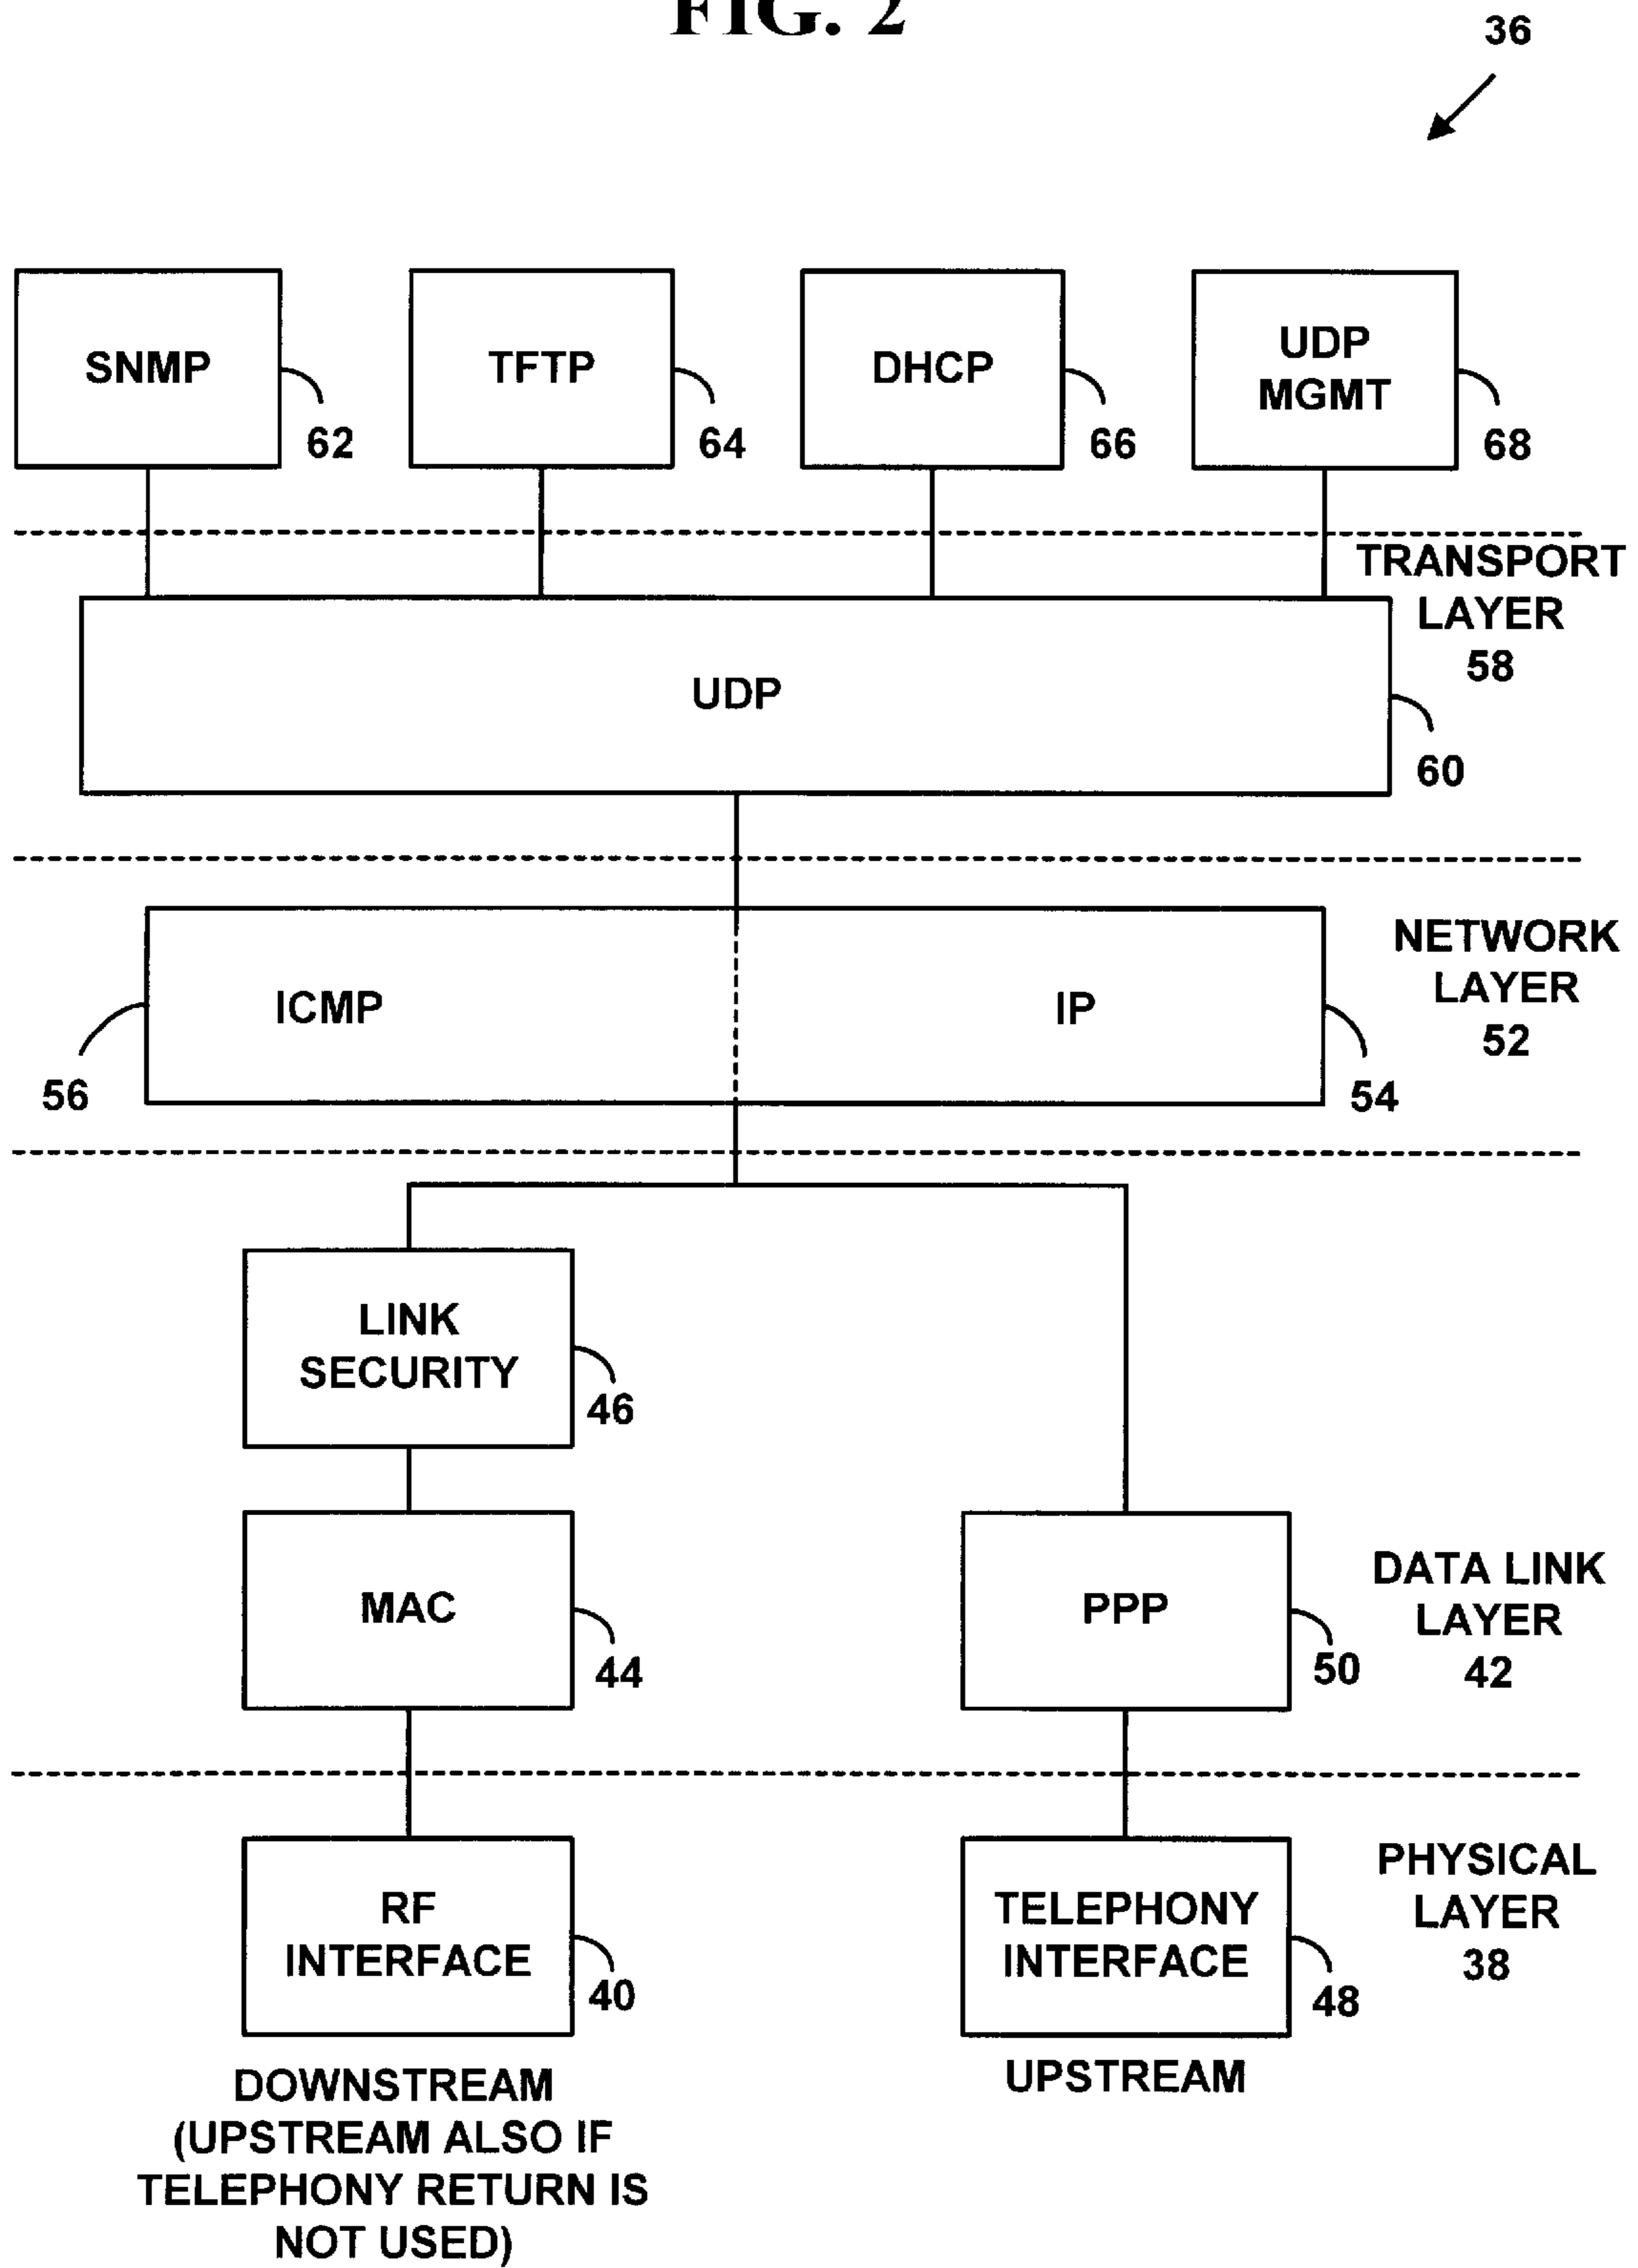 FIG. 2
36
SNMP
62
TFTP
64
DHCP
66
UDP
MGMT
68
TRANSPORT
LAYER
58
UDP
60
NETWORK
LAYER
52
ICMP
56
IP
54
LINK
SECURITY
46
MAC
44
PPP
50
DATA LINK
LAYER
42
RF
INTERFACE
40
TELEPHONY
INTERFACE
48
PHYSICAL
LAYER
38
DOWNSTREAM
(UPSTREAM ALSO IF
TELEPHONY RETURN IS
NOT USED)
UPSTREAM